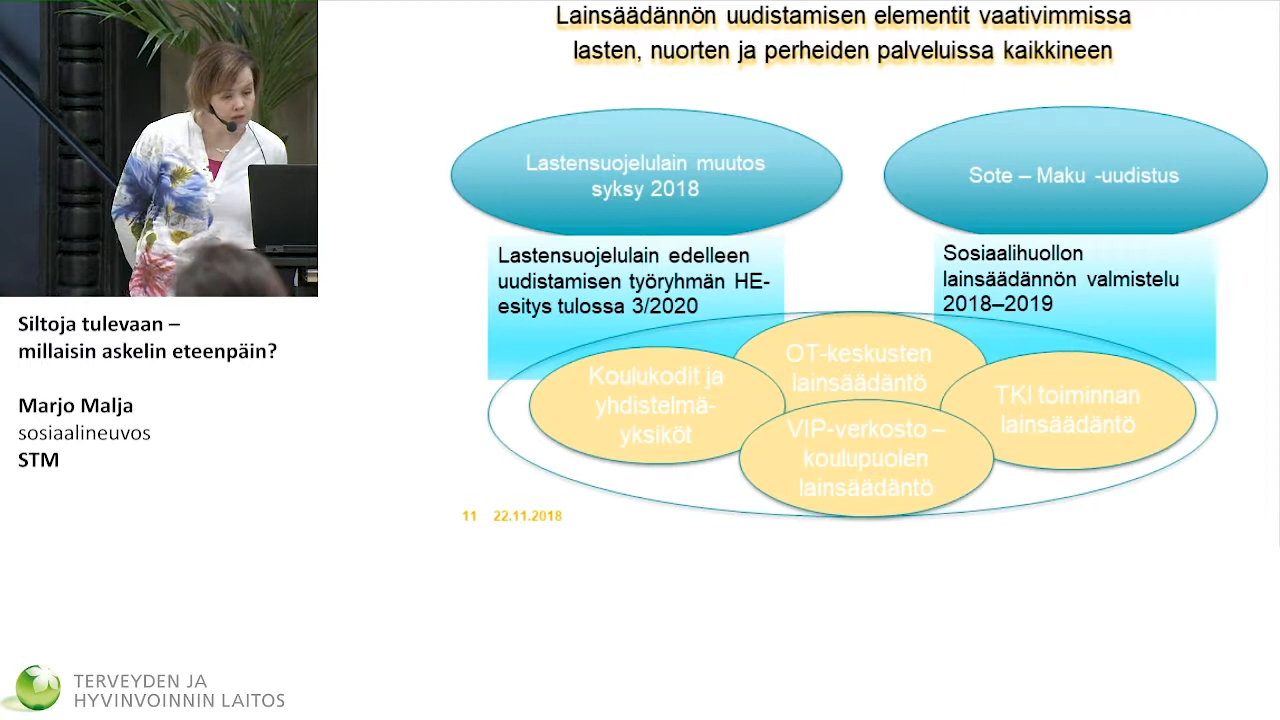 Lainsäädännön uudistamisen elementit vaativimmissa
lasten, nuorten ja perheiden palveluissa kaikkineen
Lastensuojelulain muutos
syksy 2018
Sote – Maku -uudistus
Lastensuojelulain edelleen
uudistamisen työryhmän HE-
esitys tulossa 3/2020
Sosiaalihuollon
lainsäädännön valmistelu
2018–2019
OT-keskusten
lainsäädäntö
Koulukodit ja
yhdistelmä-
yksiköt
TKI toiminnan
lainsäädäntö
VIP-verkosto –
koulupuolen
lainsäädäntö
11 22.11.2018
Siltoja tulevaan –
millaisin askelin eteenpäin?
Marjo Malja
sosiaalineuvos
STM
TERVEYDEN JA
HYVINVOINNIN LAITOS